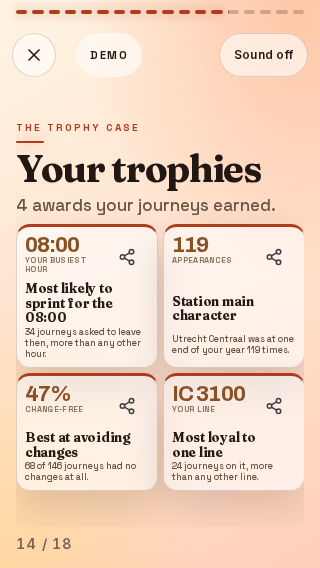 DEMO
Sound off
THE TROPHY CASE
Your trophies
4 awards your journeys earned.
08:00
YOUR BUSIEST
HOUR
Most likely to
sprint for the
08:00
34 journeys asked to leave
then, more than any other
hour.
119
APPEARANCES
Station main
character
Utrecht Centraal was at one
end of your year 119 times.
47%
CHANGE-FREE
Best at avoiding
changes
68 of 146 journeys had no
changes at all.
IC 3100
YOUR LINE
Most loyal to
one line
24 journeys on it, more
than any other line.
14 / 18